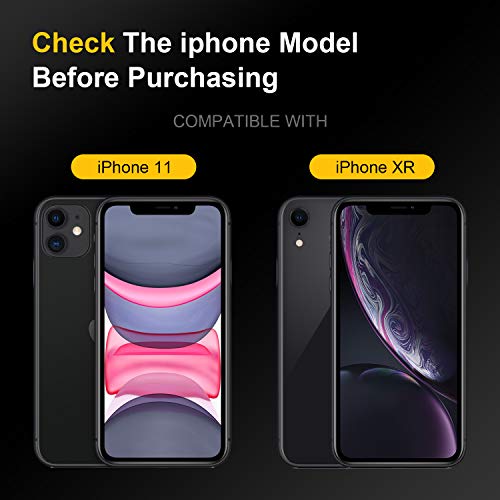 Check The iphone Model
Before Purchasing
COMPATIBLE WITH
iPhone 11
iPhone XR